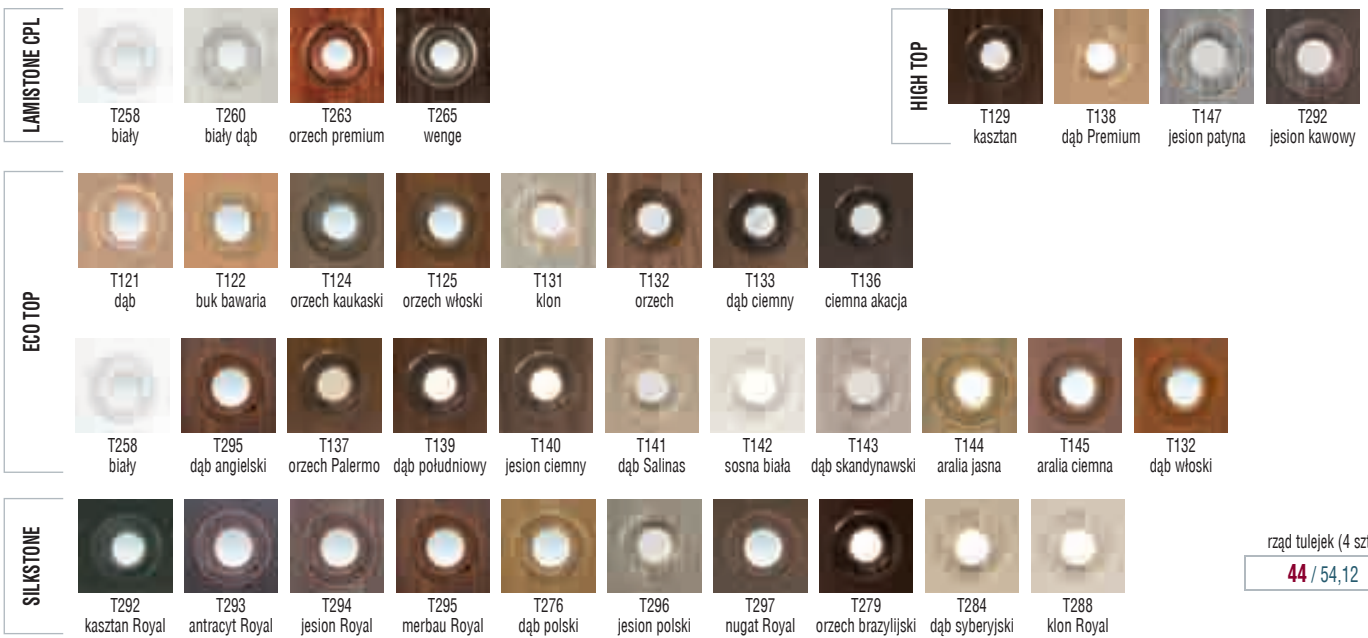 LAMISTONE CPL
T258 T260 T263 T265
biały biały dąb orzech premium wenge
HIGH TOP
T129 T138 T147 T292
kasztan dąb Premium jesion patyna jesion kawowy
ECO TOP
T121 T122 T124 T125 T131 T132 T133 T136
dąb buk bawaria orzech kaukaski orzech włoski klon orzech dąb ciemny ciemna akacja
T258 T295 T137 T139 T140 T141 T142 T143 T144 T145 T132
biały dąb angielski orzech Palermo dąb południowy jesion ciemny dąb Salinas sosna biała dąb skandynawski aralia jasna aralia ciemna dąb włoski
SILKSTONE
T292 T293 T294 T295 T276 T296 T297 T279 T284 T288
kasztan Royal antracyt Royal jesion Royal merbau Royal dąb polski jesion polski nugat Royal orzech brazylijski dąb syberyjski klon Royal
rząd tulejek (4 szt
44 / 54,12